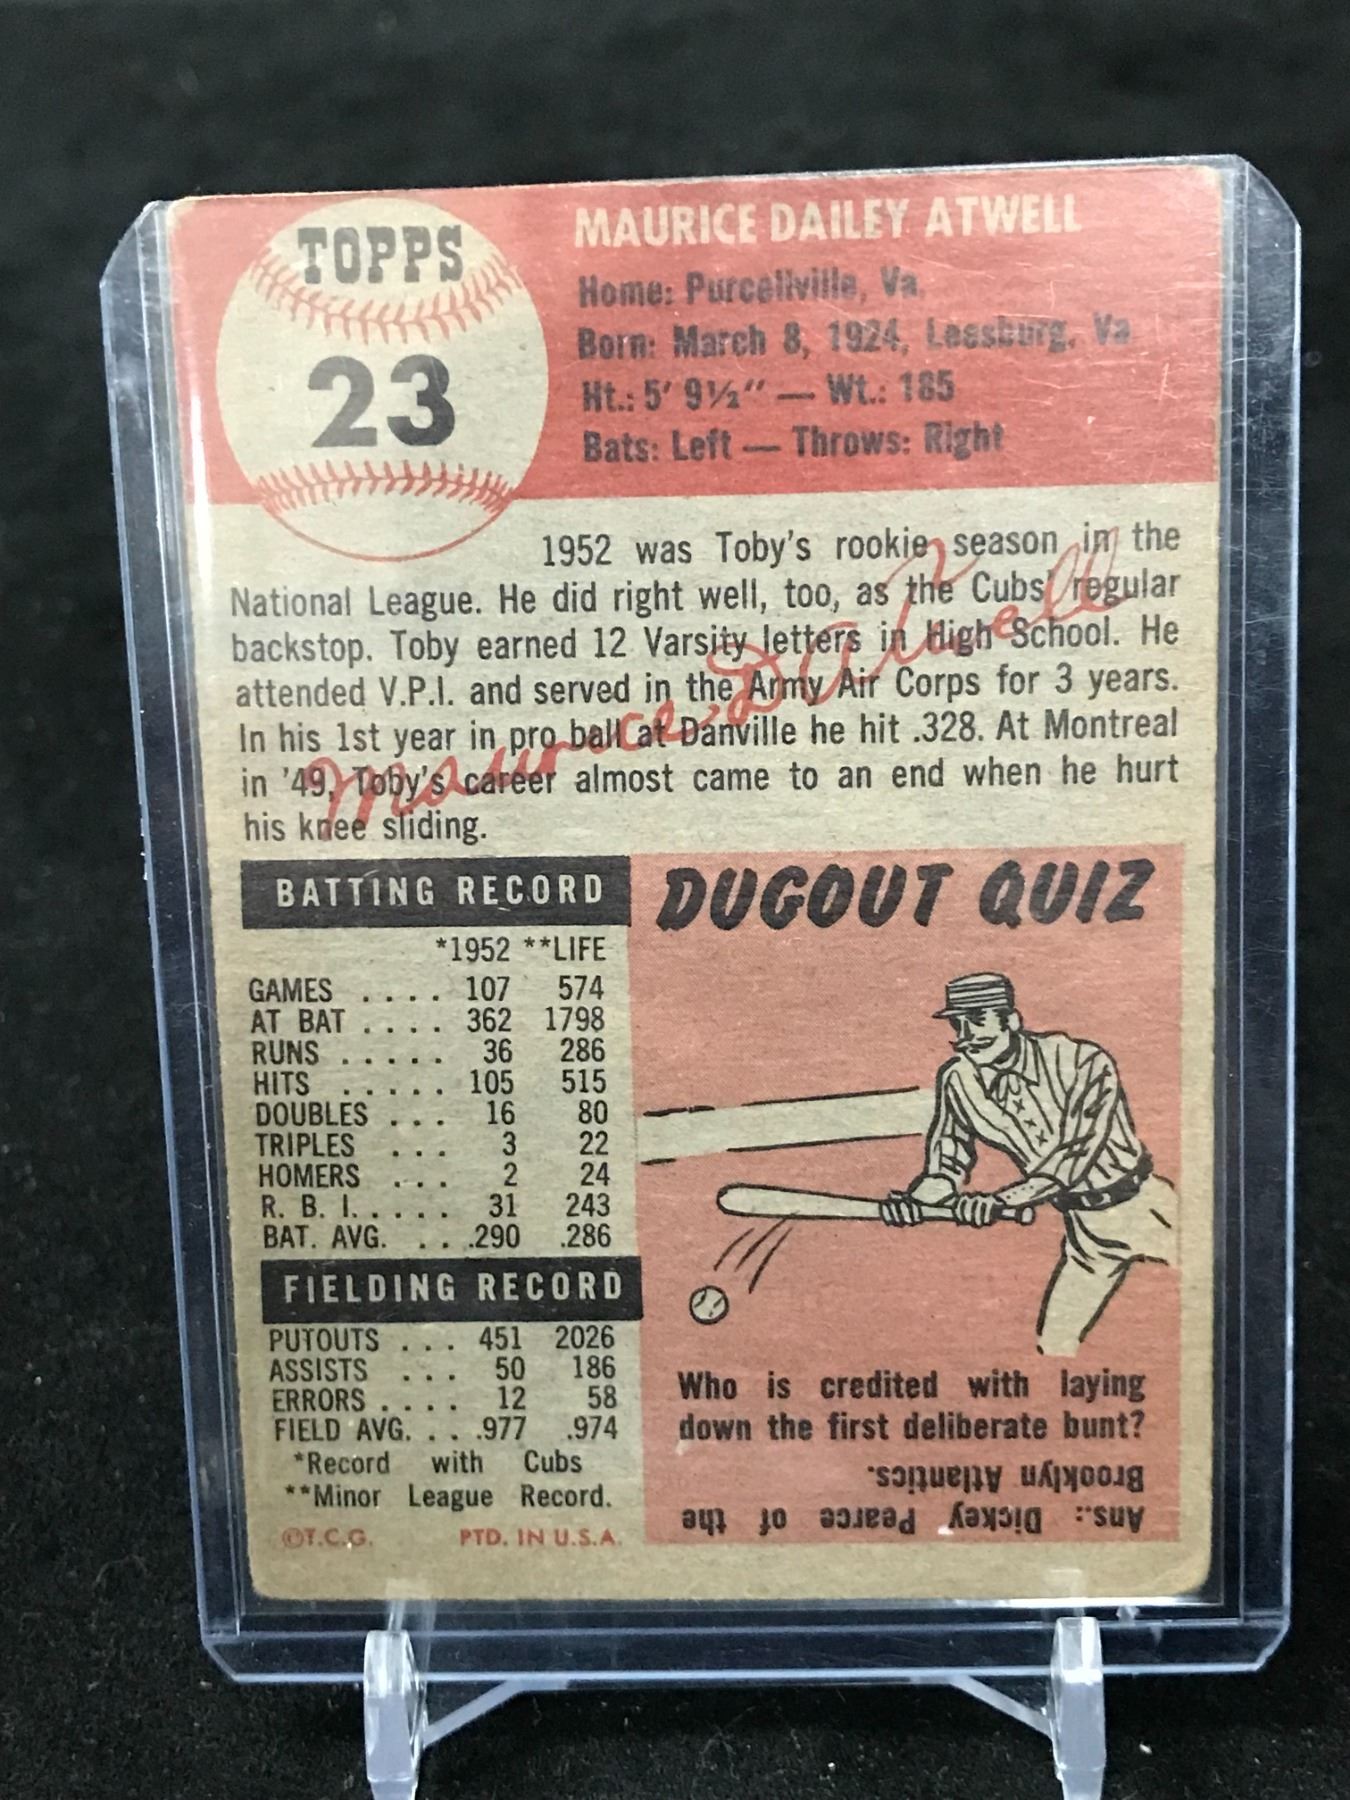 TOPPS
23
MAURICE DAILEY ATWELL
Home: Purcellville, Va.
Born: March 8, 1924, Leesburg, Va
Ht.: 5' 9½" — Wt.: 185
Bats: Left — Throws: Right
1952 was Toby's rookie season in the
National League. He did right well, too, as the Cubs' regular
backstop. Toby earned 12 Varsity letters in High School. He
attended V.P.I. and served in the Army Air Corps for 3 years.
In his 1st year in pro ball at Danville he hit .328. At Montreal
in '49, Toby's career almost came to an end when he hurt
his knee sliding.
Maurice D Atwell
BATTING RECORD
*1952 **LIFE
GAMES . . . . 107 574
AT BAT . . . . 362 1798
RUNS . . . . . 36 286
HITS . . . . . 105 515
DOUBLES . . . 16 80
TRIPLES . . . 3 22
HOMERS . . . 2 24
R. B. I. . . . . 31 243
BAT. AVG. . . .290 .286
FIELDING RECORD
PUTOUTS . . . 451 2026
ASSISTS . . . 50 186
ERRORS . . . . 12 58
FIELD AVG. . . .977 .974
*Record with Cubs
**Minor League Record.
©T.C.G. PTD. IN U.S.A.
DUGOUT QUIZ
Who is credited with laying
down the first deliberate bunt?
Ans.: Dickey Pearce of the
Brooklyn Atlantics.